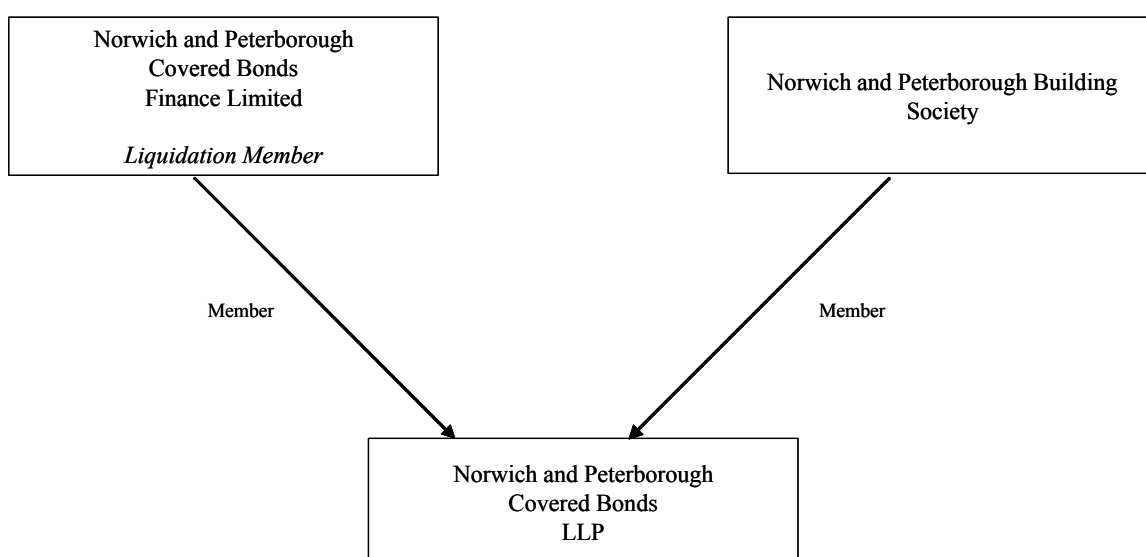 Norwich and Peterborough
Covered Bonds
Finance Limited
Liquidation Member
Norwich and Peterborough Building
Society
Member
Member
Norwich and Peterborough
Covered Bonds
LLP